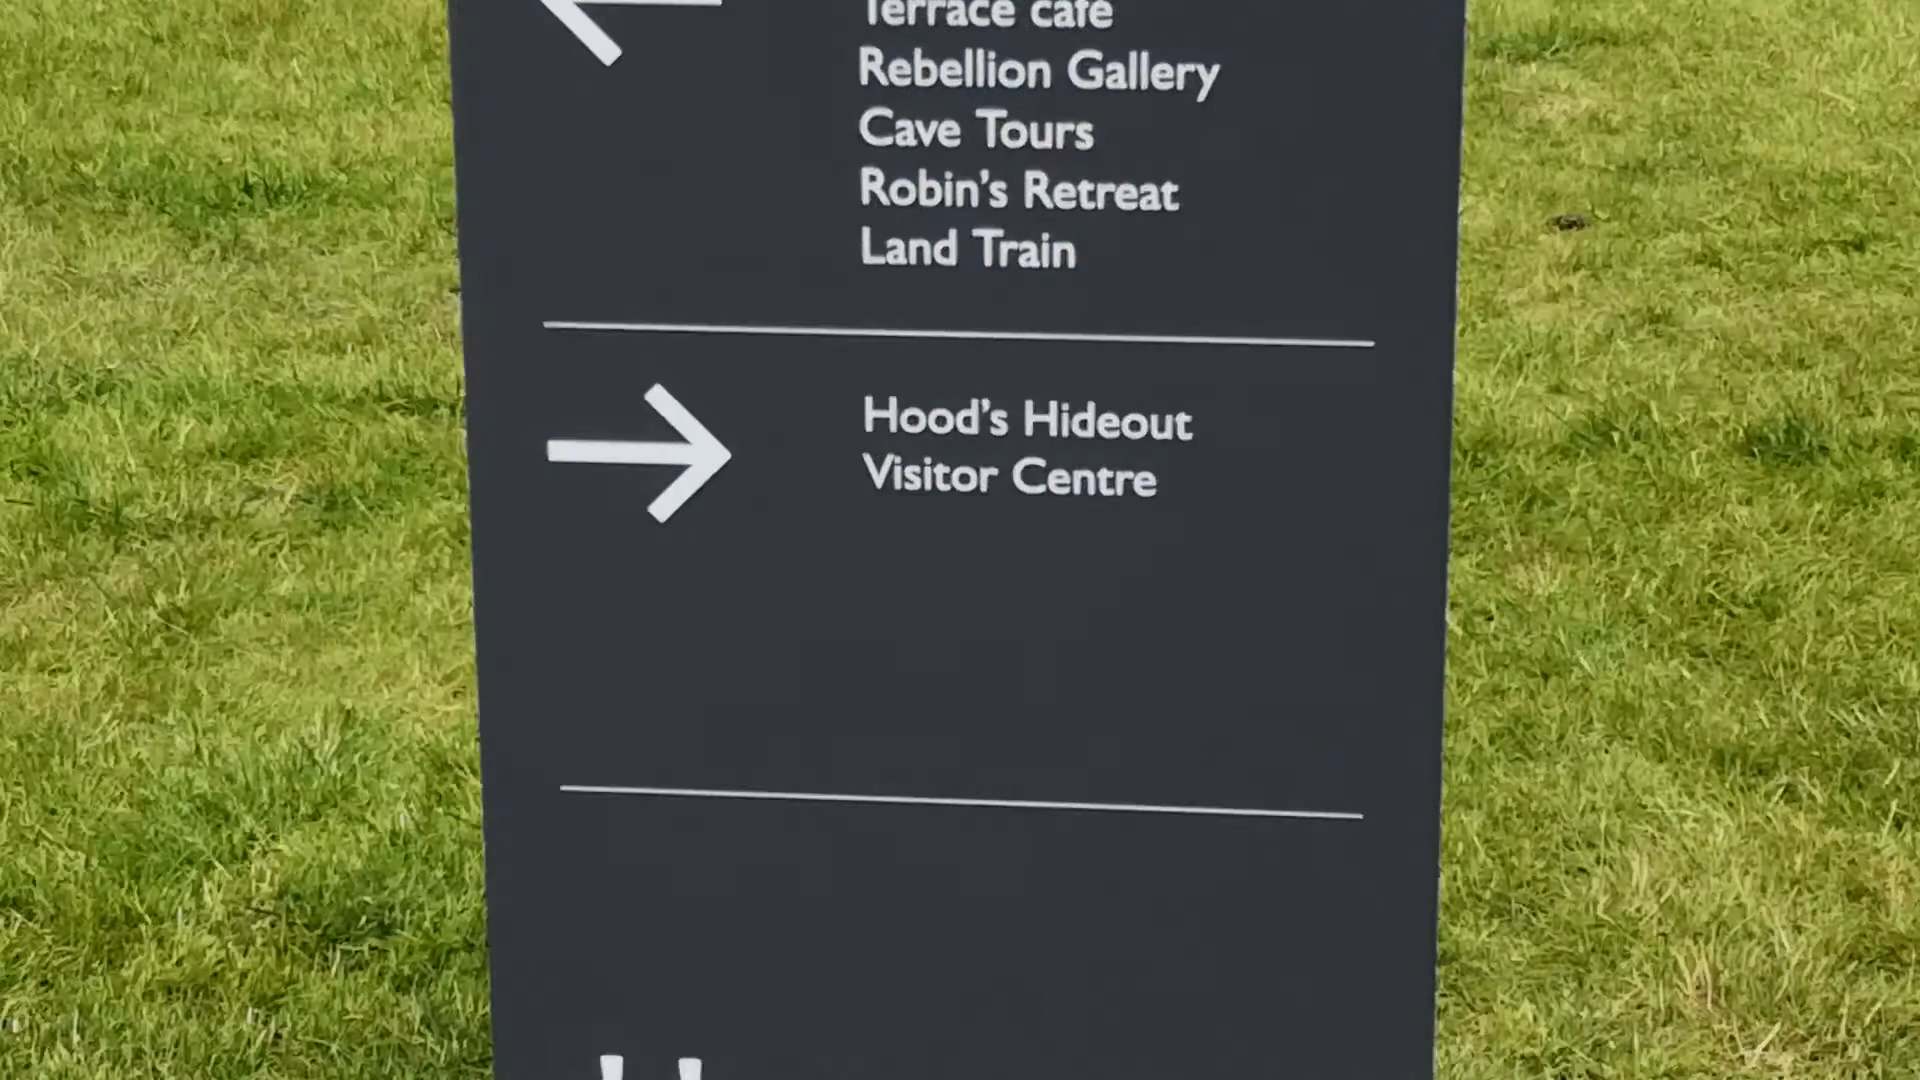 Terrace café
Rebellion Gallery
Cave Tours
Robin's Retreat
Land Train
Hood's Hideout
Visitor Centre